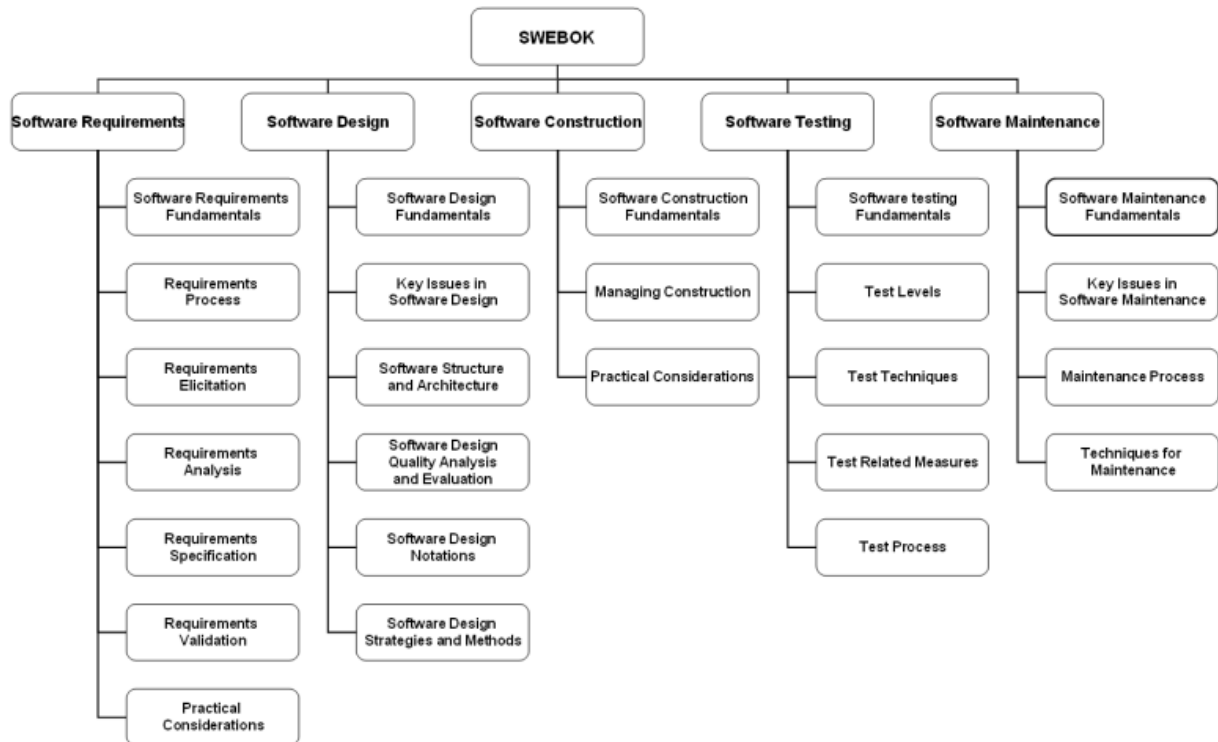 SWEBOK
Software Requirements
Software Design
Software Construction
Software Testing
Software Maintenance
Software Requirements
Fundamentals
Requirements
Process
Requirements
Elicitation
Requirements
Analysis
Requirements
Specification
Requirements
Validation
Practical
Considerations
Software Design
Fundamentals
Key Issues in
Software Design
Software Structure
and Architecture
Software Design
Quality Analysis
and Evaluation
Software Design
Notations
Software Design
Strategies and Methods
Software Construction
Fundamentals
Managing Construction
Practical Considerations
Software testing
Fundamentals
Test Levels
Test Techniques
Test Related Measures
Test Process
Software Maintenance
Fundamentals
Key Issues in
Software Maintenance
Maintenance Process
Techniques for
Maintenance